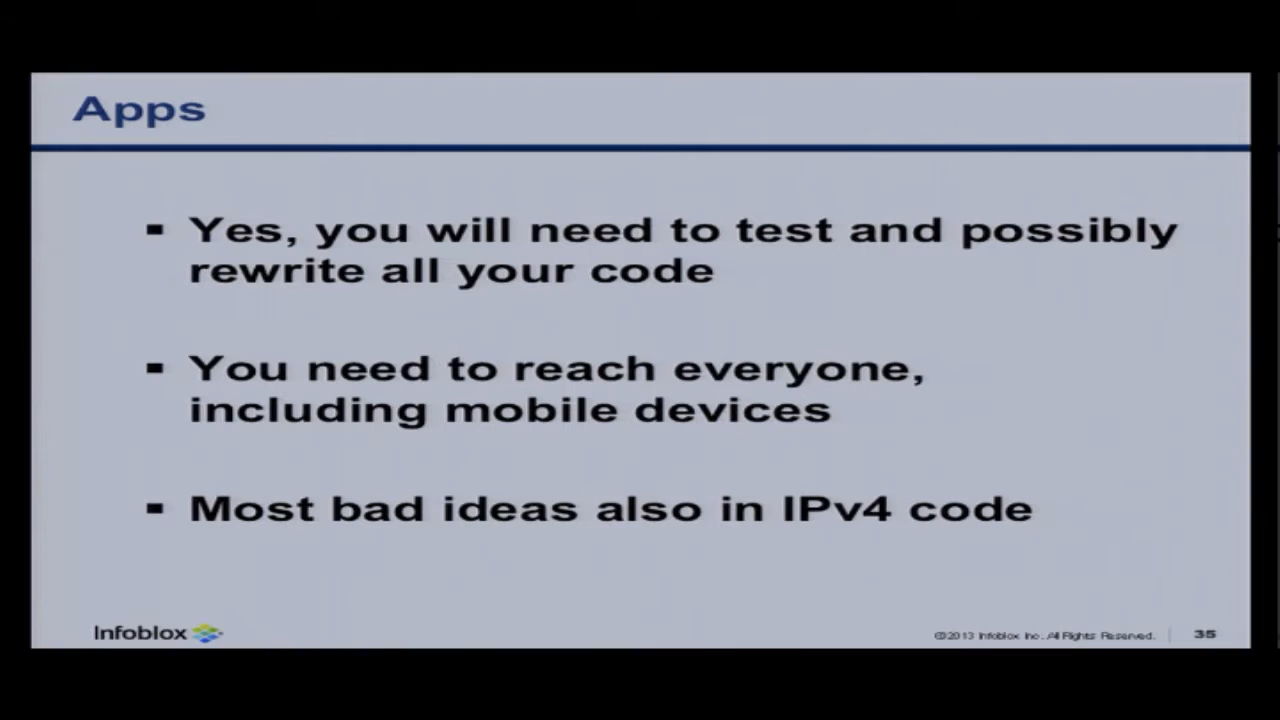 Apps
▪ Yes, you will need to test and possibly
rewrite all your code
▪ You need to reach everyone,
including mobile devices
▪ Most bad ideas also in IPv4 code
Infoblox
©2013 Infoblox Inc. All Rights Reserved. | 35